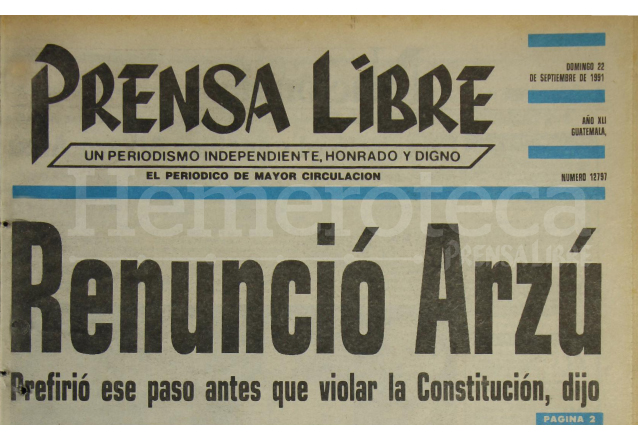 PRENSA LIBRE
UN PERIODISMO INDEPENDIENTE, HONRADO Y DIGNO
EL PERIODICO DE MAYOR CIRCULACION
DOMINGO 22
DE SEPTIEMBRE DE 1991
AÑO XLI
GUATEMALA,
NUMERO 12797
Hemeroteca
PRENSA LIBRE
Renunció Arzú
Prefirió ese paso antes que violar la Constitución, dijo
PAGINA 2